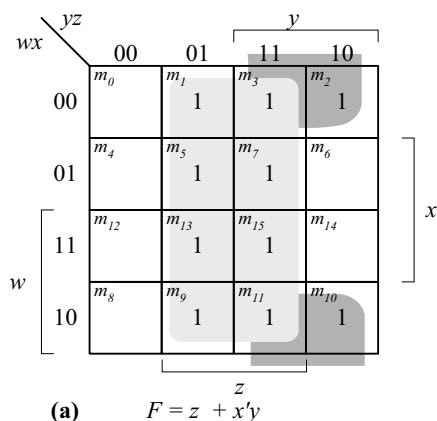 yz y
wx 00 01 11 10
00 m0 m1 1 m3 1 m2 1
01 m4 m5 1 m7 1 m6 x
11 m12 m13 1 m15 1 m14
w 10 m8 m9 1 m11 1 m10 1
z
(a) F = z + x'y